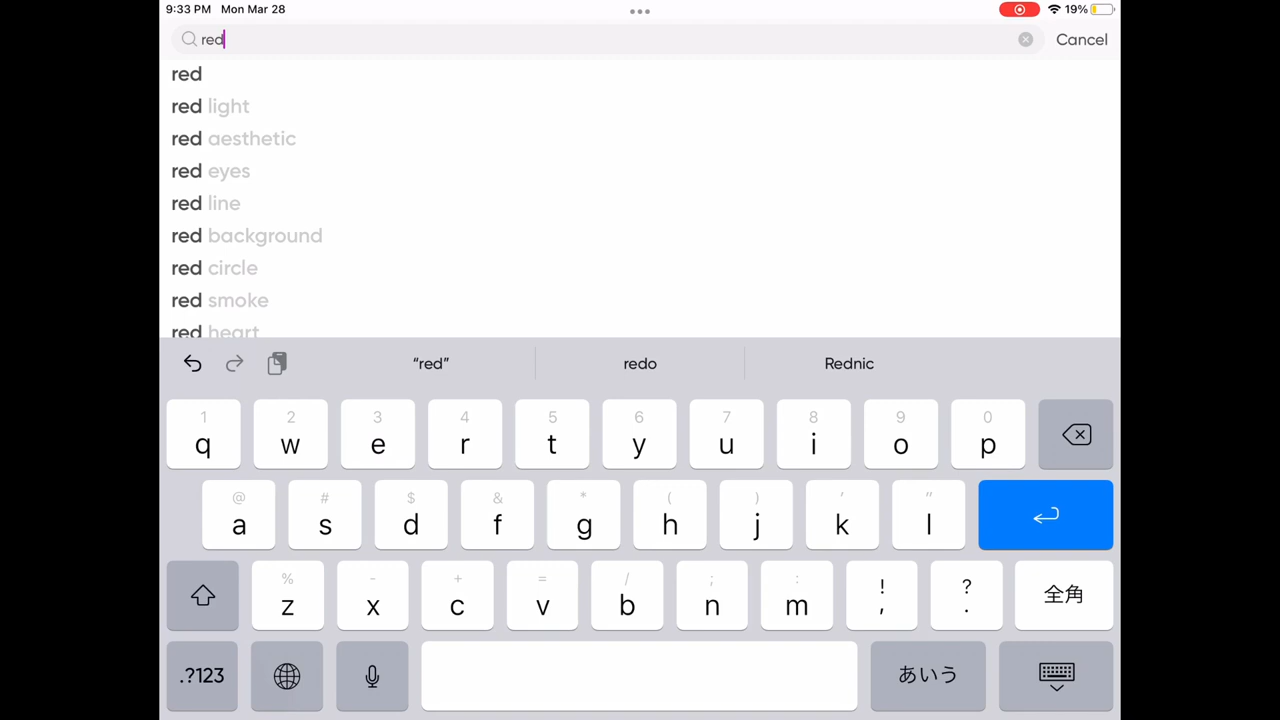 9:33 PM Mon Mar 28 19%
red Cancel
red
red light
red aesthetic
red eyes
red line
red background
red circle
red smoke
red heart
“red” redo Rednic
1 2 3 4 5 6 7 8 9 0
q w e r t y u i o p
@ # $ & * ( ) ' "
a s d f g h j k l
% - + = / ; : ! ?
z x c v b n m , . 全角
.?123 あいう